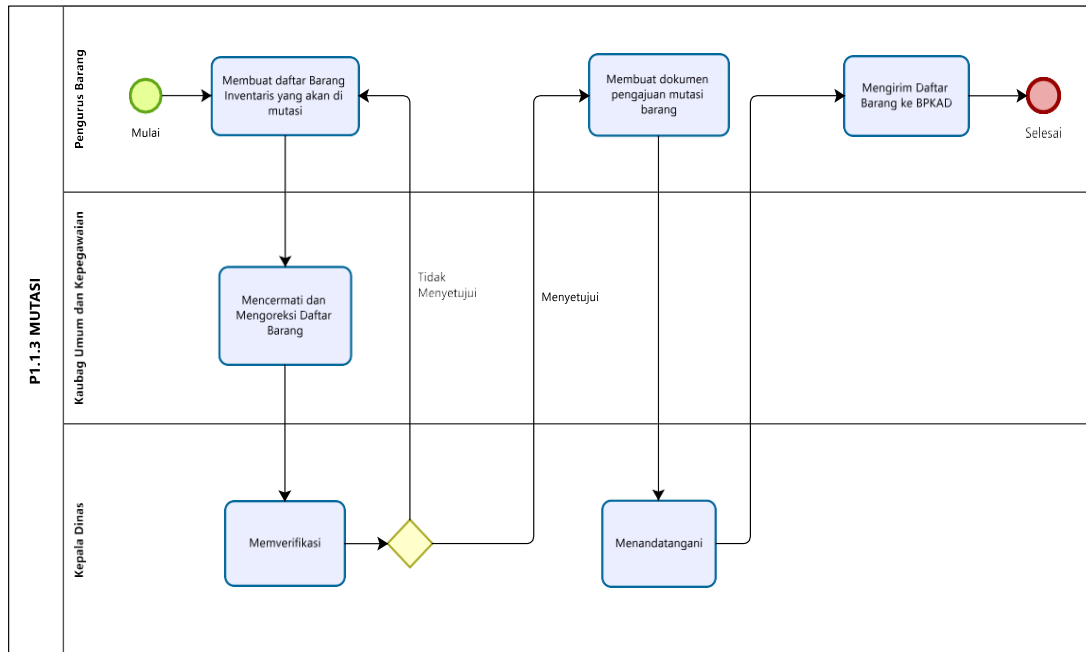 P1.1.3 MUTASI
Pengurus Barang
Mulai
Membuat daftar Barang
Inventaris yang akan di
mutasi
Membuat dokumen
pengajuan mutasi
barang
Mengirim Daftar
Barang ke BPKAD
Selesai
Kaubag Umum dan Kepegawaian
Mencermati dan
Mengoreksi Daftar
Barang
Tidak
Menyetujui
Menyetujui
Kepala Dinas
Memverifikasi
Menandatangani